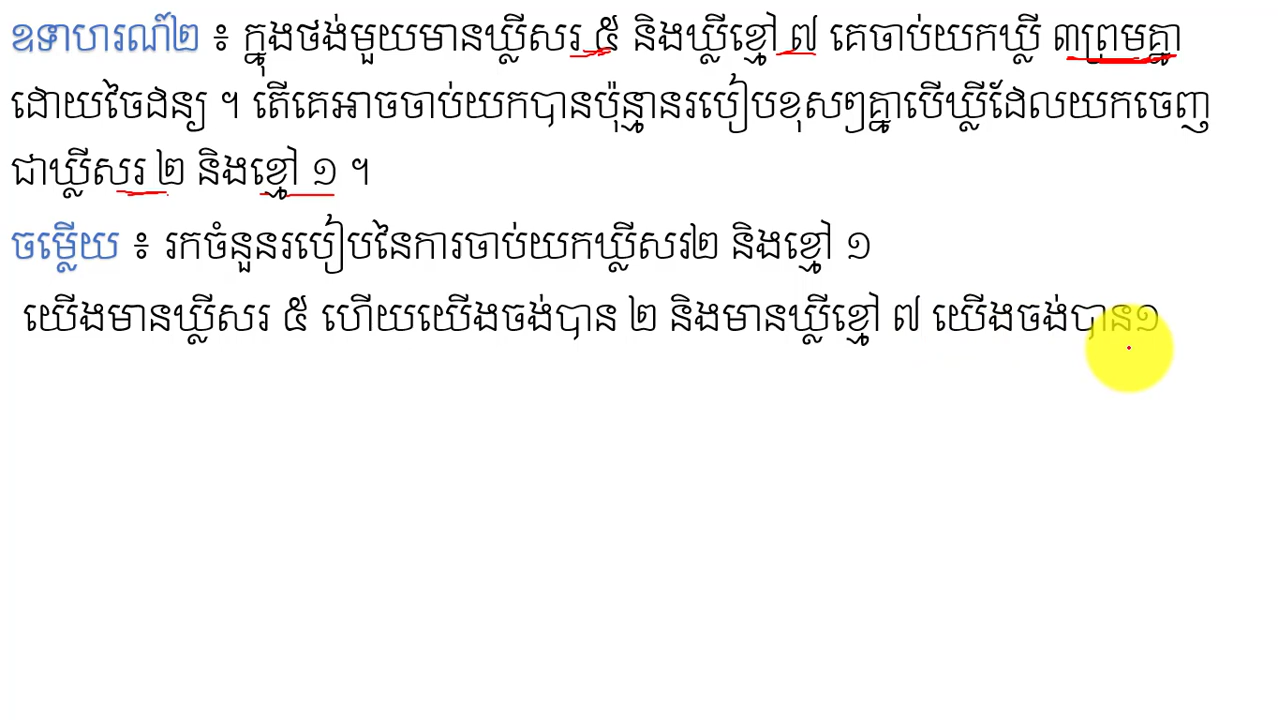 ឧទាហរណ៍២ ៖ ក្នុងថង់មួយមានឃ្លីសរ ៥ និងឃ្លីខ្មៅ ៧ គេចាប់យកឃ្លី ៣ព្រមគ្នា
ដោយចៃដន្យ ។ តើគេអាចចាប់យកបានប៉ុន្មានរបៀបខុសៗគ្នាបើឃ្លីដែលយកចេញ
ជាឃ្លីសរ ២ និងខ្មៅ ១ ។
ចម្លើយ ៖ រកចំនួនរបៀបនៃការចាប់យកឃ្លីសរ២ និងខ្មៅ ១
យើងមានឃ្លីសរ ៥ ហើយយើងចង់បាន ២ និងមានឃ្លីខ្មៅ ៧ យើងចង់បាន១